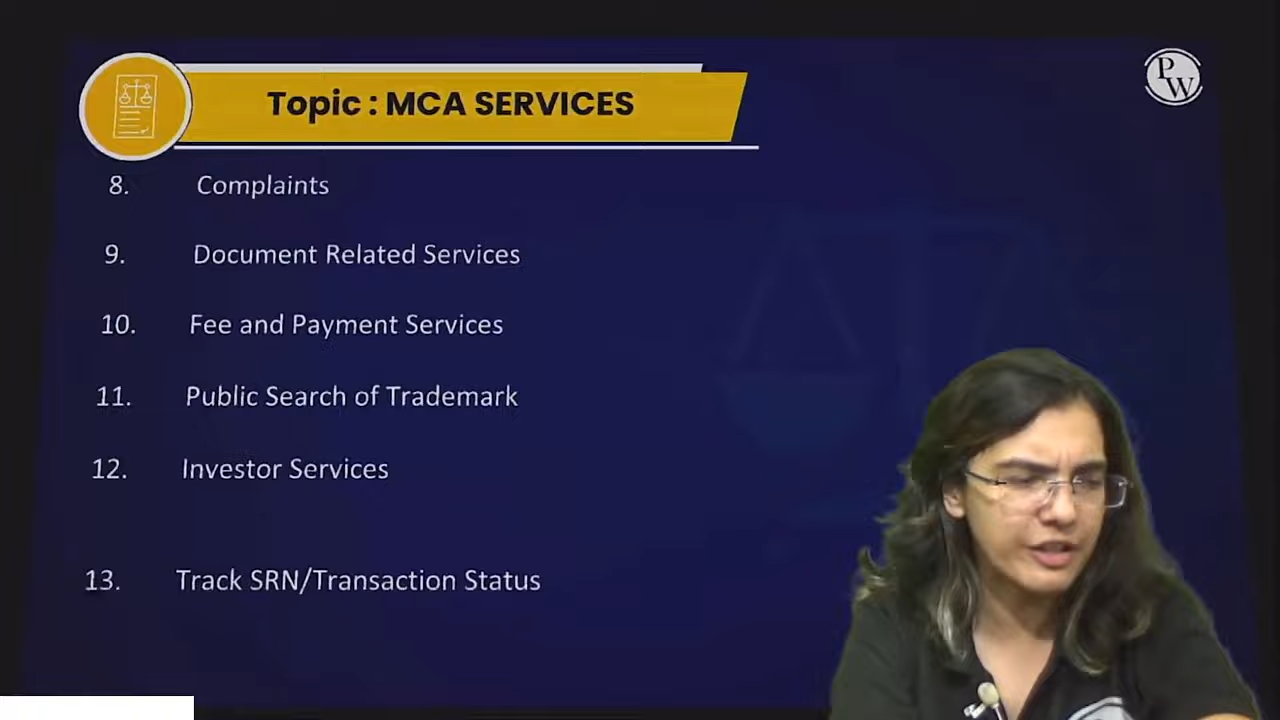 Topic : MCA SERVICES
PW
8. Complaints
9. Document Related Services
10. Fee and Payment Services
11. Public Search of Trademark
12. Investor Services
13. Track SRN/Transaction Status